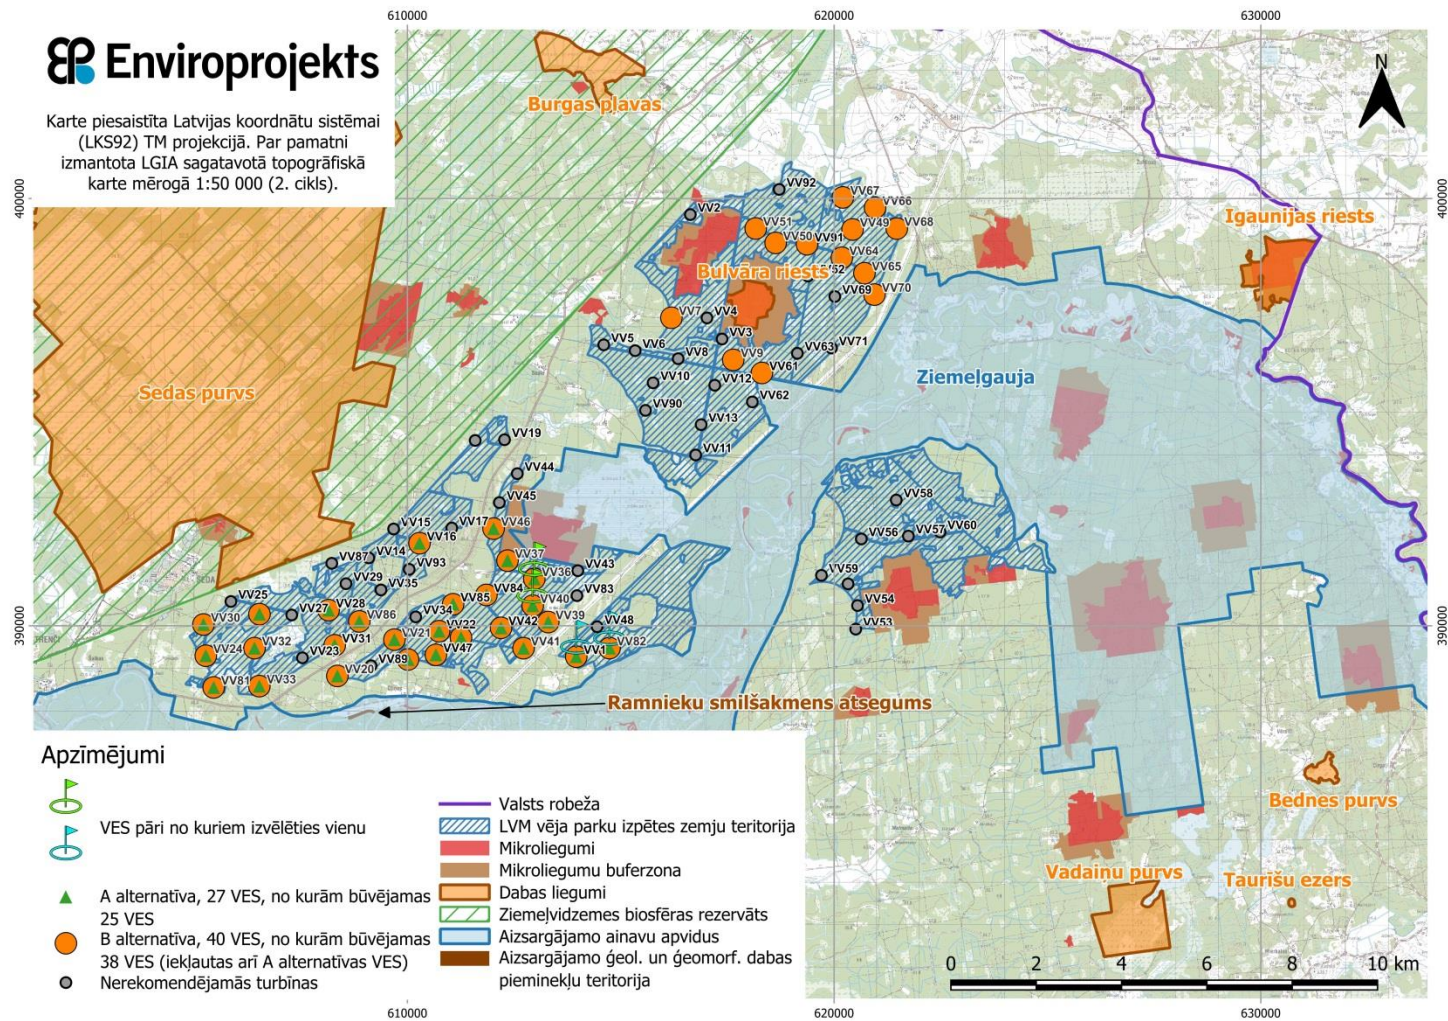 610000
620000
630000
Enviroprojekts
Karte piesaistīta Latvijas koordnātu sistēmai
(LKS92) TM projekcijā. Par pamatni
izmantota LGIA sagatavotā topogrāfiskā
karte mērogā 1:50 000 (2. cikls).
N
Burgas pļavas
400000
400000
VV92
VV67
VV2
VV66
Igaunijas riests
VV51
VV49
VV68
VV50
VV91
VV64
Bulvāra riests
VV65
VV69
VV70
VV7
VV4
VV5
VV6
VV3
VV63
VV71
VV8
VV9
VV61
Ziemeļgauja
Sedas purvs
VV10
VV12
VV90
VV62
VV13
VV19
VV11
VV44
VV45
VV58
VV15
VV17
VV46
VV16
VV56
VV57
VV60
VV14
VV87
VV37
VV93
VV36
VV43
VV59
VV29
VV35
VV84
VV83
VV25
VV28
VV85
VV40
VV54
VV27
VV86
VV34
VV39
390000
390000
VV30
VV21
VV22
VV42
VV48
VV53
VV32
VV31
VV41
VV82
VV24
VV23
VV47
VV1
VV89
VV20
VV81
VV33
Ramnieku smilšakmens atsegums
Apzīmējumi
VES pāri no kuriem izvēlēties vienu
A alternatīva, 27 VES, no kurām būvējamas
25 VES
B alternatīva, 40 VES, no kurām būvējamas
38 VES (iekļautas arī A alternatīvas VES)
Nerekomendējamās turbīnas
Valsts robeža
LVM vēja parku izpētes zemju teritorija
Mikroliegumi
Mikroliegumu buferzona
Dabas liegumi
Ziemeļvidzemes biosfēras rezervāts
Aizsargājamo ainavu apvidus
Aizsargājamo ģeol. un ģeomorf. dabas
pieminekļu teritorija
Bednes purvs
Vadaiņu purvs
Taurīšu ezers
0
2
4
6
8
10 km
610000
620000
630000